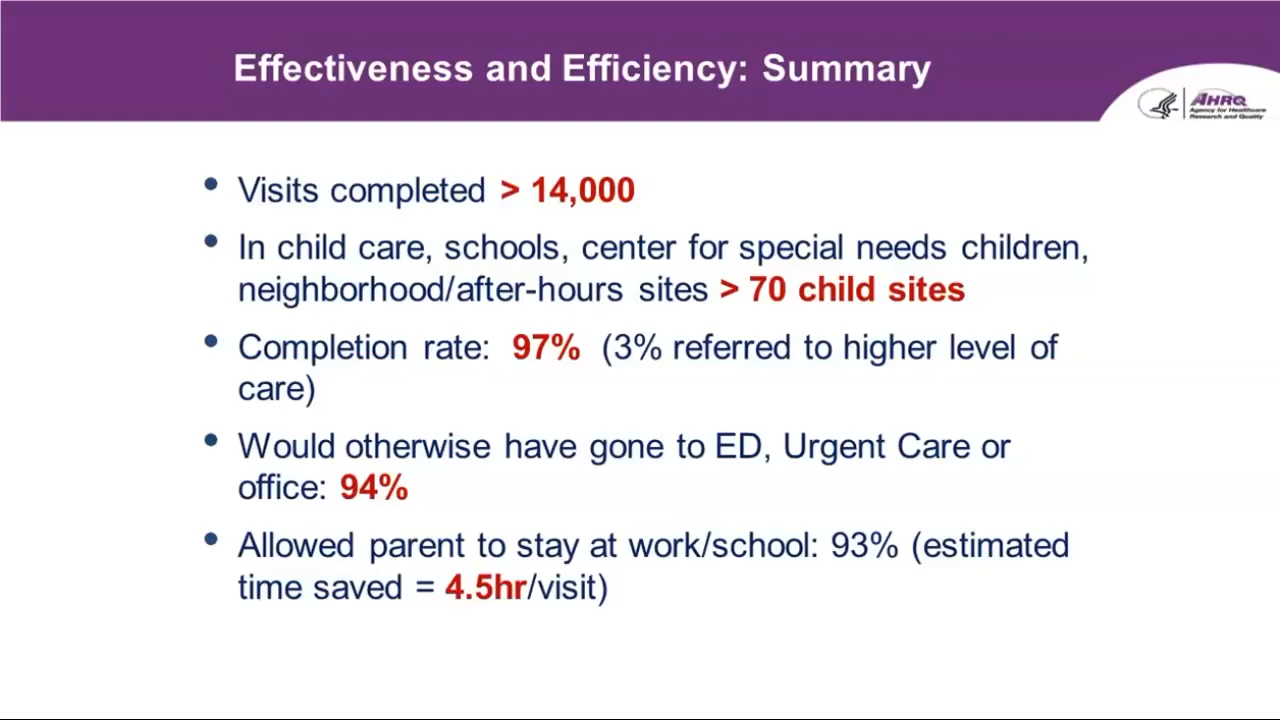 Effectiveness and Efficiency: Summary
AHRQ
Agency for Healthcare
Research and Quality
• Visits completed > 14,000
• In child care, schools, center for special needs children,
neighborhood/after-hours sites > 70 child sites
• Completion rate: 97% (3% referred to higher level of
care)
• Would otherwise have gone to ED, Urgent Care or
office: 94%
• Allowed parent to stay at work/school: 93% (estimated
time saved = 4.5hr/visit)